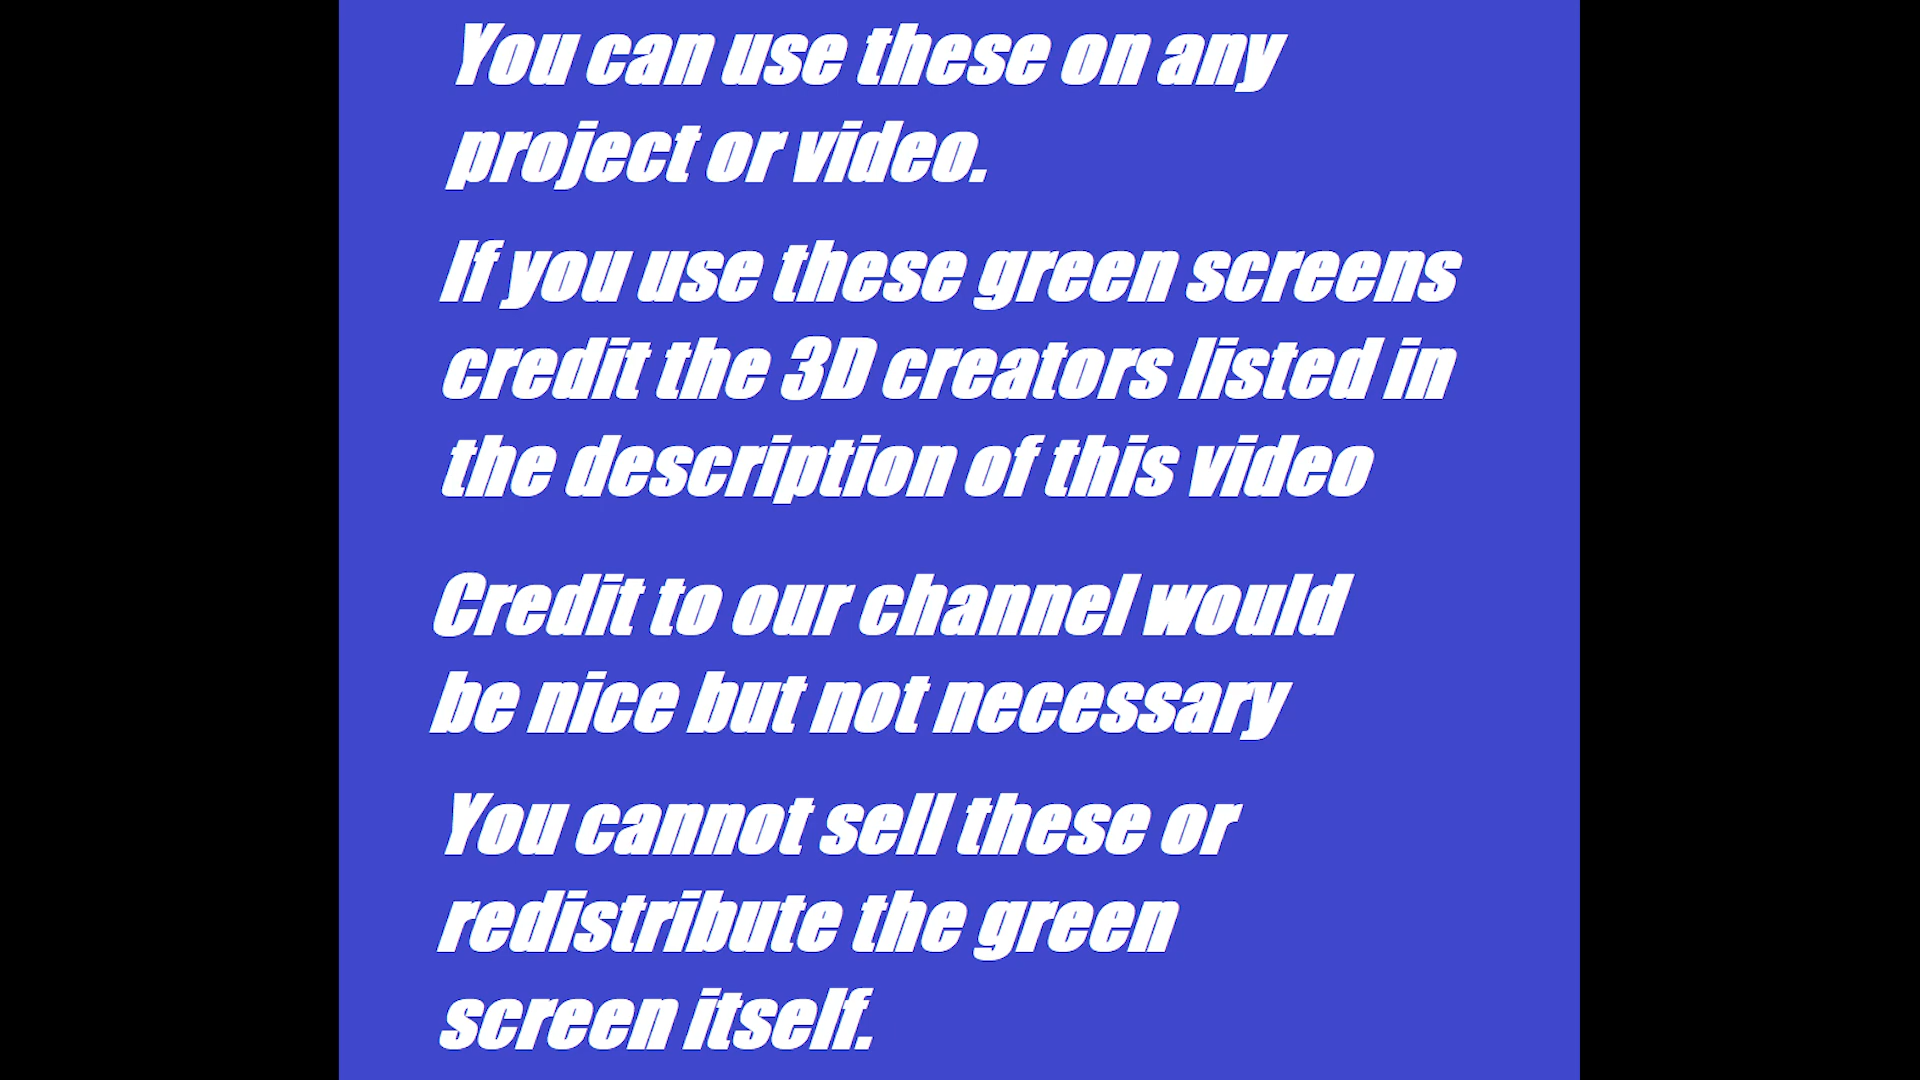 You can use these on any
project or video.
If you use these green screens
credit the 3D creators listed in
the description of this video
Credit to our channel would
be nice but not necessary
You cannot sell these or
redistribute the green
screen itself.